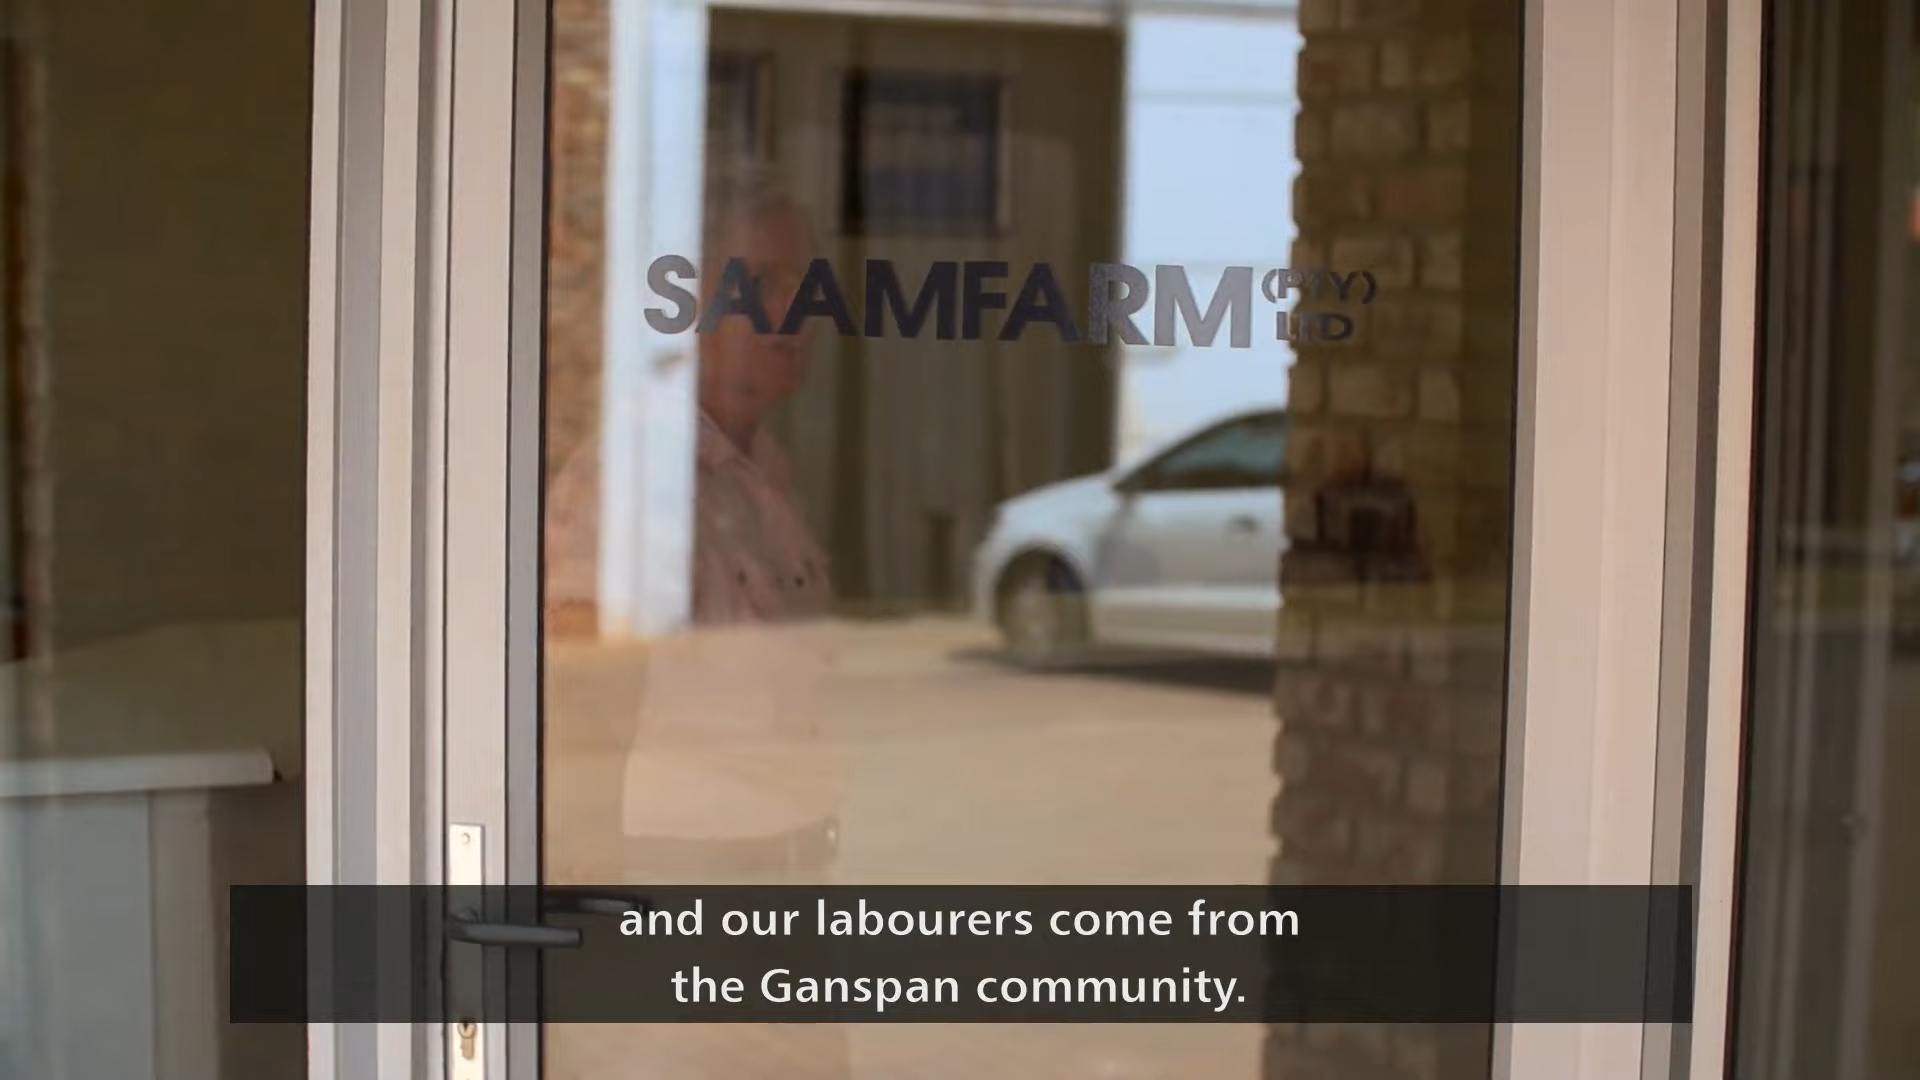 SAAMFARM (PTY) LTD
and our labourers come from
the Ganspan community.